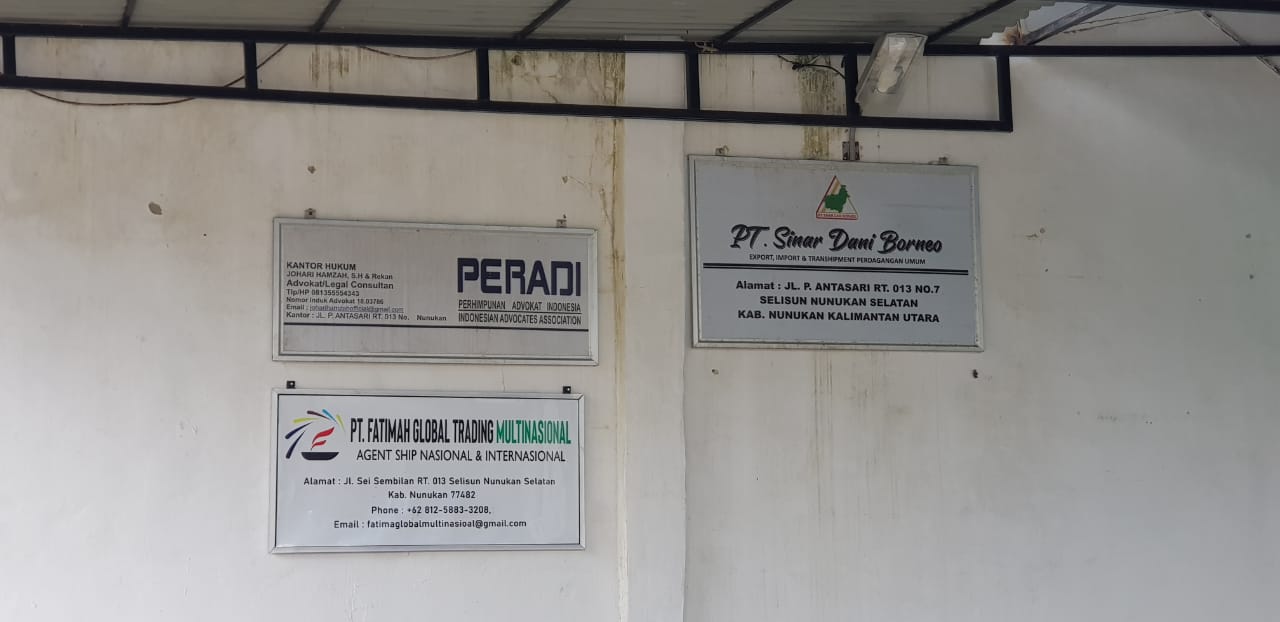 KANTOR HUKUM
JOHARI HAMZAH, S.H & Rekan
Advokat/Legal Consultan
Tlp/HP 081355554343
Nomor Induk Advokat 18.03786
Email :
Kantor : JL. P. ANTASARI RT. 013 No. Nunukan
PERADI
PERHIMPUNAN ADVOKAT INDONESIA
INDONESIAN ADVOCATES ASSOCIATION
PT. FATIMAH GLOBAL TRADING MULTINASIONAL
AGENT SHIP NASIONAL & INTERNASIONAL
Alamat : Jl. Sei Sembilan RT. 013 Selisun Nunukan Selatan
Kab. Nunukan 77482
Phone : +62 812-5883-3208,
Email : fatimaglobalmultinasioal@gmail.com
PT. Sinar Dani Borneo
EXPORT, IMPORT & TRANSHIPMENT PERDAGANGAN UMUM
Alamat : JL. P. ANTASARI RT. 013 NO.7
SELISUN NUNUKAN SELATAN
KAB. NUNUKAN KALIMANTAN UTARA